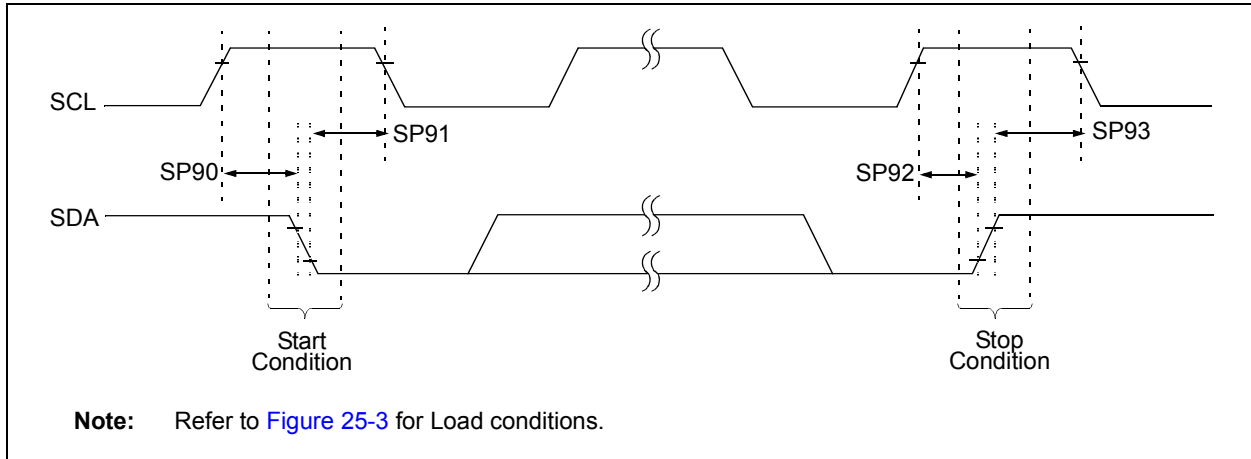 SCL
SP91
SP93
SP90
SP92
SDA
Start
Condition
Stop
Condition
Note: Refer to Figure 25-3 for Load conditions.